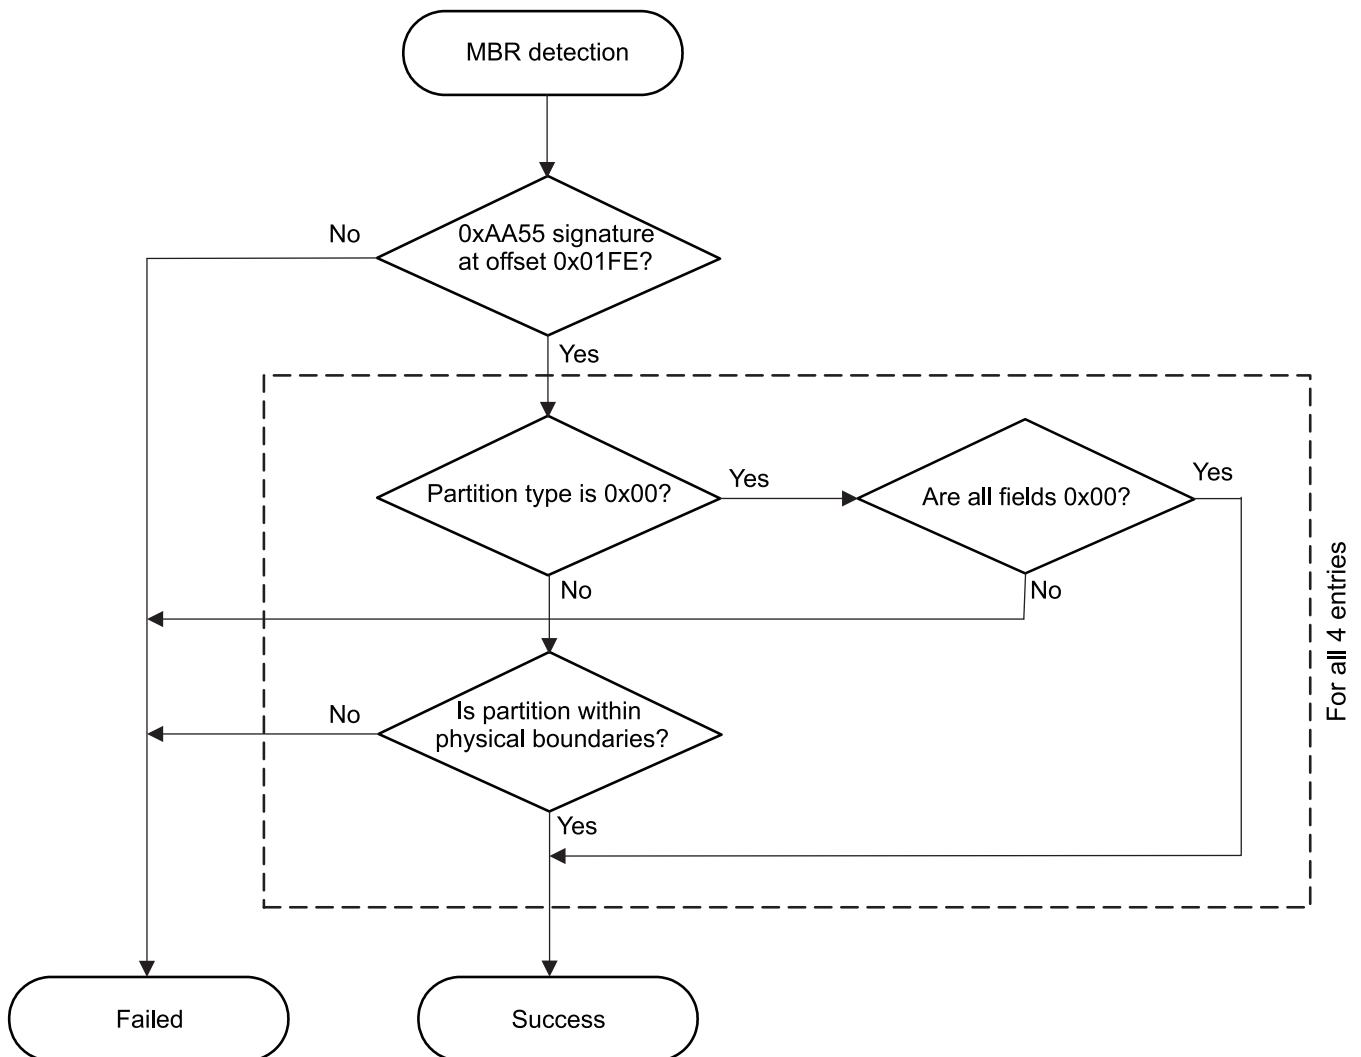 MBR detection
No
0xAA55 signature
at offset 0x01FE?
Yes
Partition type is 0x00?
Yes
Are all fields 0x00?
Yes
No
No
For all 4 entries
No
Is partition within
physical boundaries?
Yes
Failed
Success